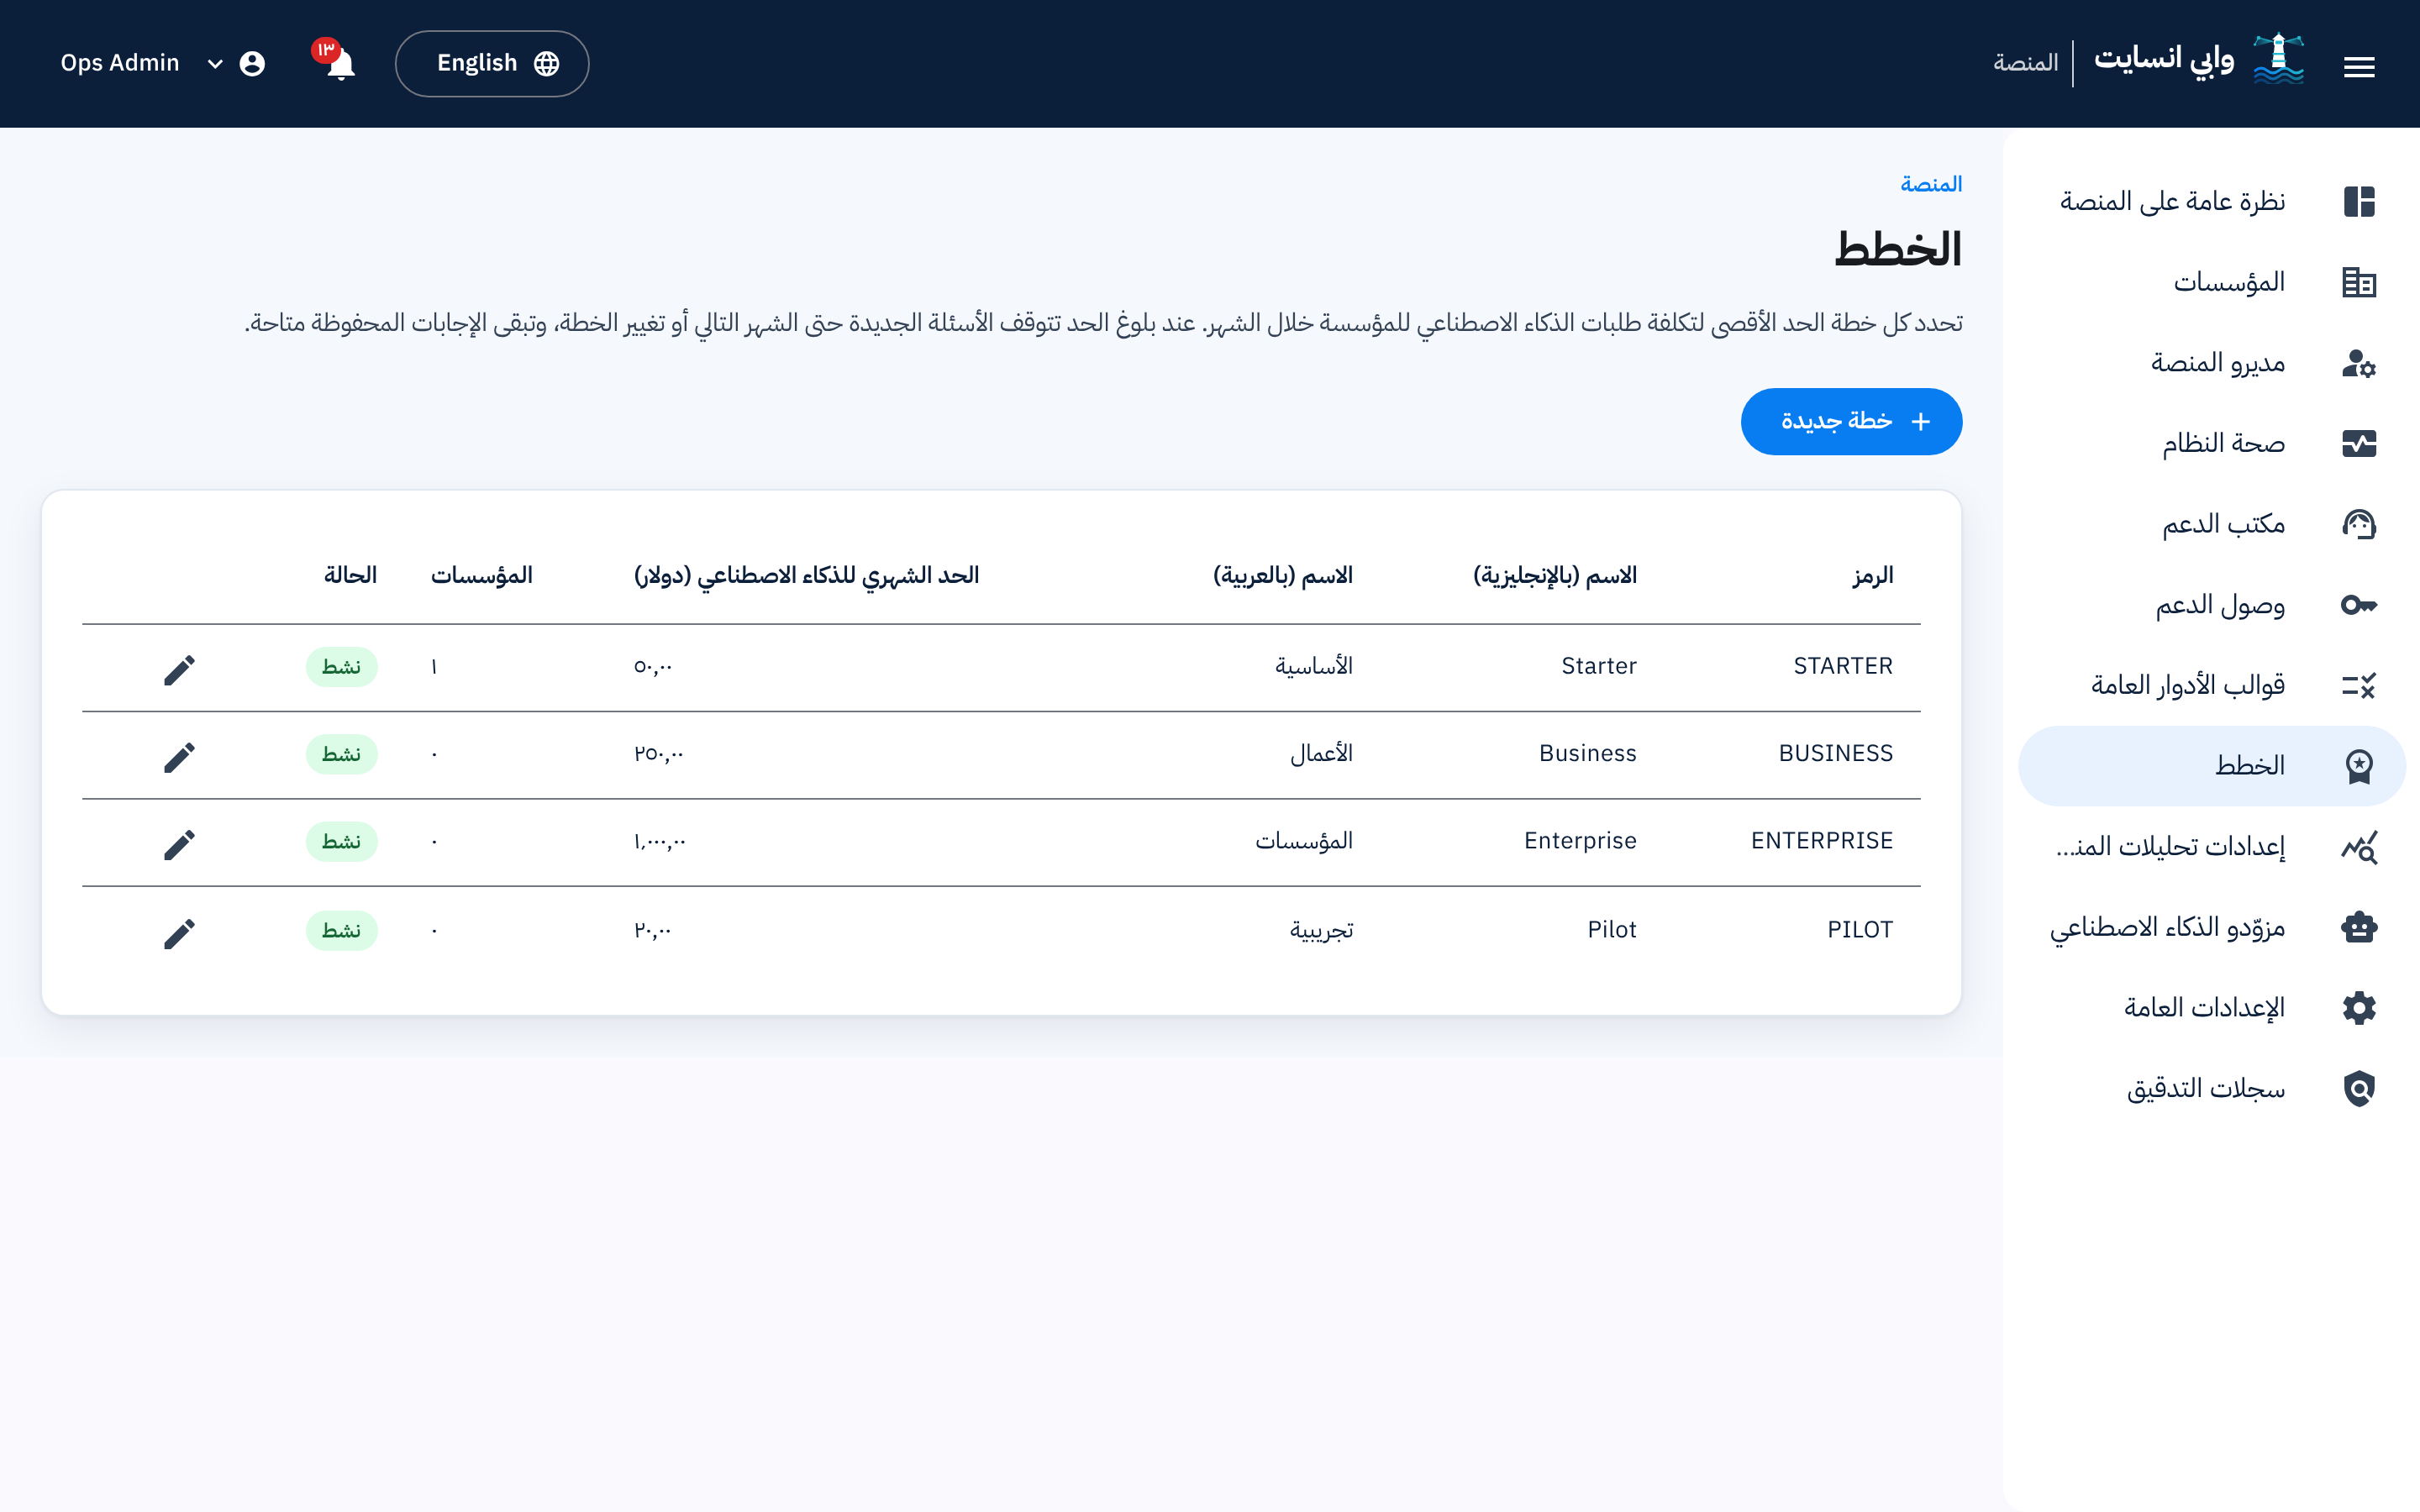 وابي انسايت | المنصة
English
١٣
Ops Admin
نظرة عامة على المنصة
المؤسسات
مديرو المنصة
صحة النظام
مكتب الدعم
وصول الدعم
قوالب الأدوار العامة
الخطط
إعدادات تحليلات المنـ...
مزوّدو الذكاء الاصطناعي
الإعدادات العامة
سجلات التدقيق
المنصة
الخطط
تحدد كل خطة الحد الأقصى لتكلفة طلبات الذكاء الاصطناعي للمؤسسة خلال الشهر. عند بلوغ الحد تتوقف الأسئلة الجديدة حتى الشهر التالي أو تغيير الخطة، وتبقى الإجابات المحفوظة متاحة.
خطة جديدة
الرمز الاسم (بالإنجليزية) الاسم (بالعربية) الحد الشهري للذكاء الاصطناعي (دولار) المؤسسات الحالة
STARTER Starter الأساسية ٥٠٫٠٠ ١ نشط
BUSINESS Business الأعمال ٢٥٠٫٠٠ ٠ نشط
ENTERPRISE Enterprise المؤسسات ١٬٠٠٠٫٠٠ ٠ نشط
PILOT Pilot تجريبية ٢٠٫٠٠ ٠ نشط